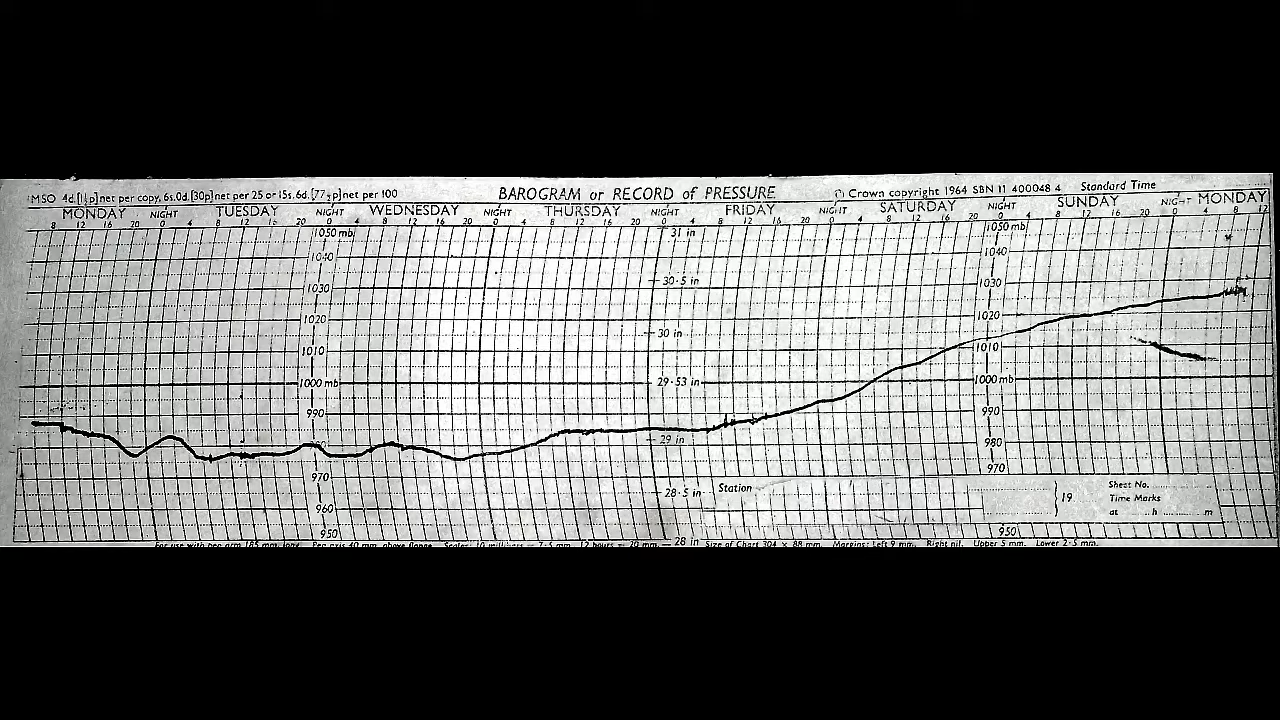 MSO 4d.[1½p]net per copy, 6s.0d.[30p]net per 25 or 15s. 6d.[77½p]net per 100
BAROGRAM or RECORD of PRESSURE
© Crown copyright 1964 SBN 11 400048 4 Standard Time
MONDAY NIGHT TUESDAY NIGHT WEDNESDAY NIGHT THURSDAY NIGHT FRIDAY NIGHT SATURDAY NIGHT SUNDAY NIGHT MONDAY
8 12 16 20 0 4 8 12 16 20 0 4 8 12 16 20 0 4 8 12 16 20 0 4 8 12 16 20 0 4 8 12 16 20 0 4 8 12 16 20 0 4 8 12
1050 mb. 31 in 1050 mb
1040 1040
1030 30·5 in 1030
1020 30 in 1020
1010 1010
1000 mb 29·53 in 1000 mb
990 990
29 in 980
970 970
28·5 in
Station
Sheet No.
19 Time Marks
at h m
960
950 950
For use with pen arm 185 mm. long. Pen axis 40 mm. above flange. 12 hours = 20 mm. 28 in Size of Chart 304 × 88 mm. Margins: Left 9 mm. Right nil. Upper 5 mm. Lower 2·5 mm.